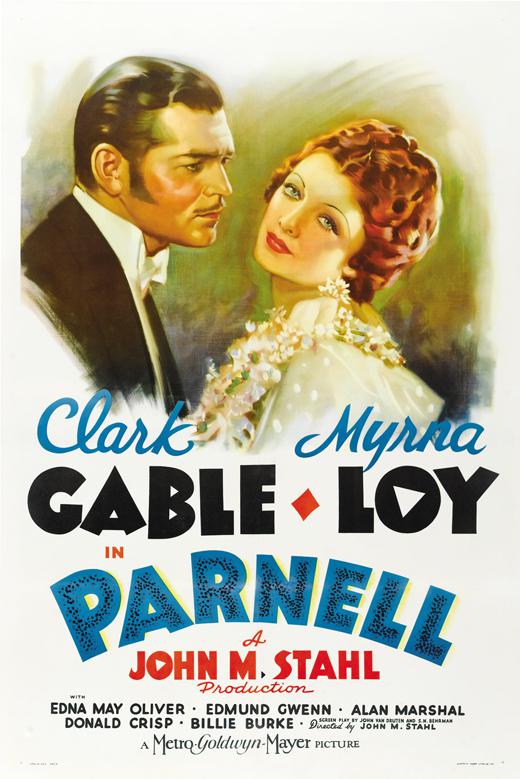 Clark Myrna
GABLE ♦ LOY
IN
PARNELL
A
JOHN M. STAHL
Production
WITH
EDNA MAY OLIVER · EDMUND GWENN · ALAN MARSHAL
DONALD CRISP · BILLIE BURKE · SCREEN PLAY BY JOHN VAN DRUTEN AND S.N. BEHRMAN
Directed by JOHN M. STAHL
A Metro-Goldwyn-Mayer PICTURE